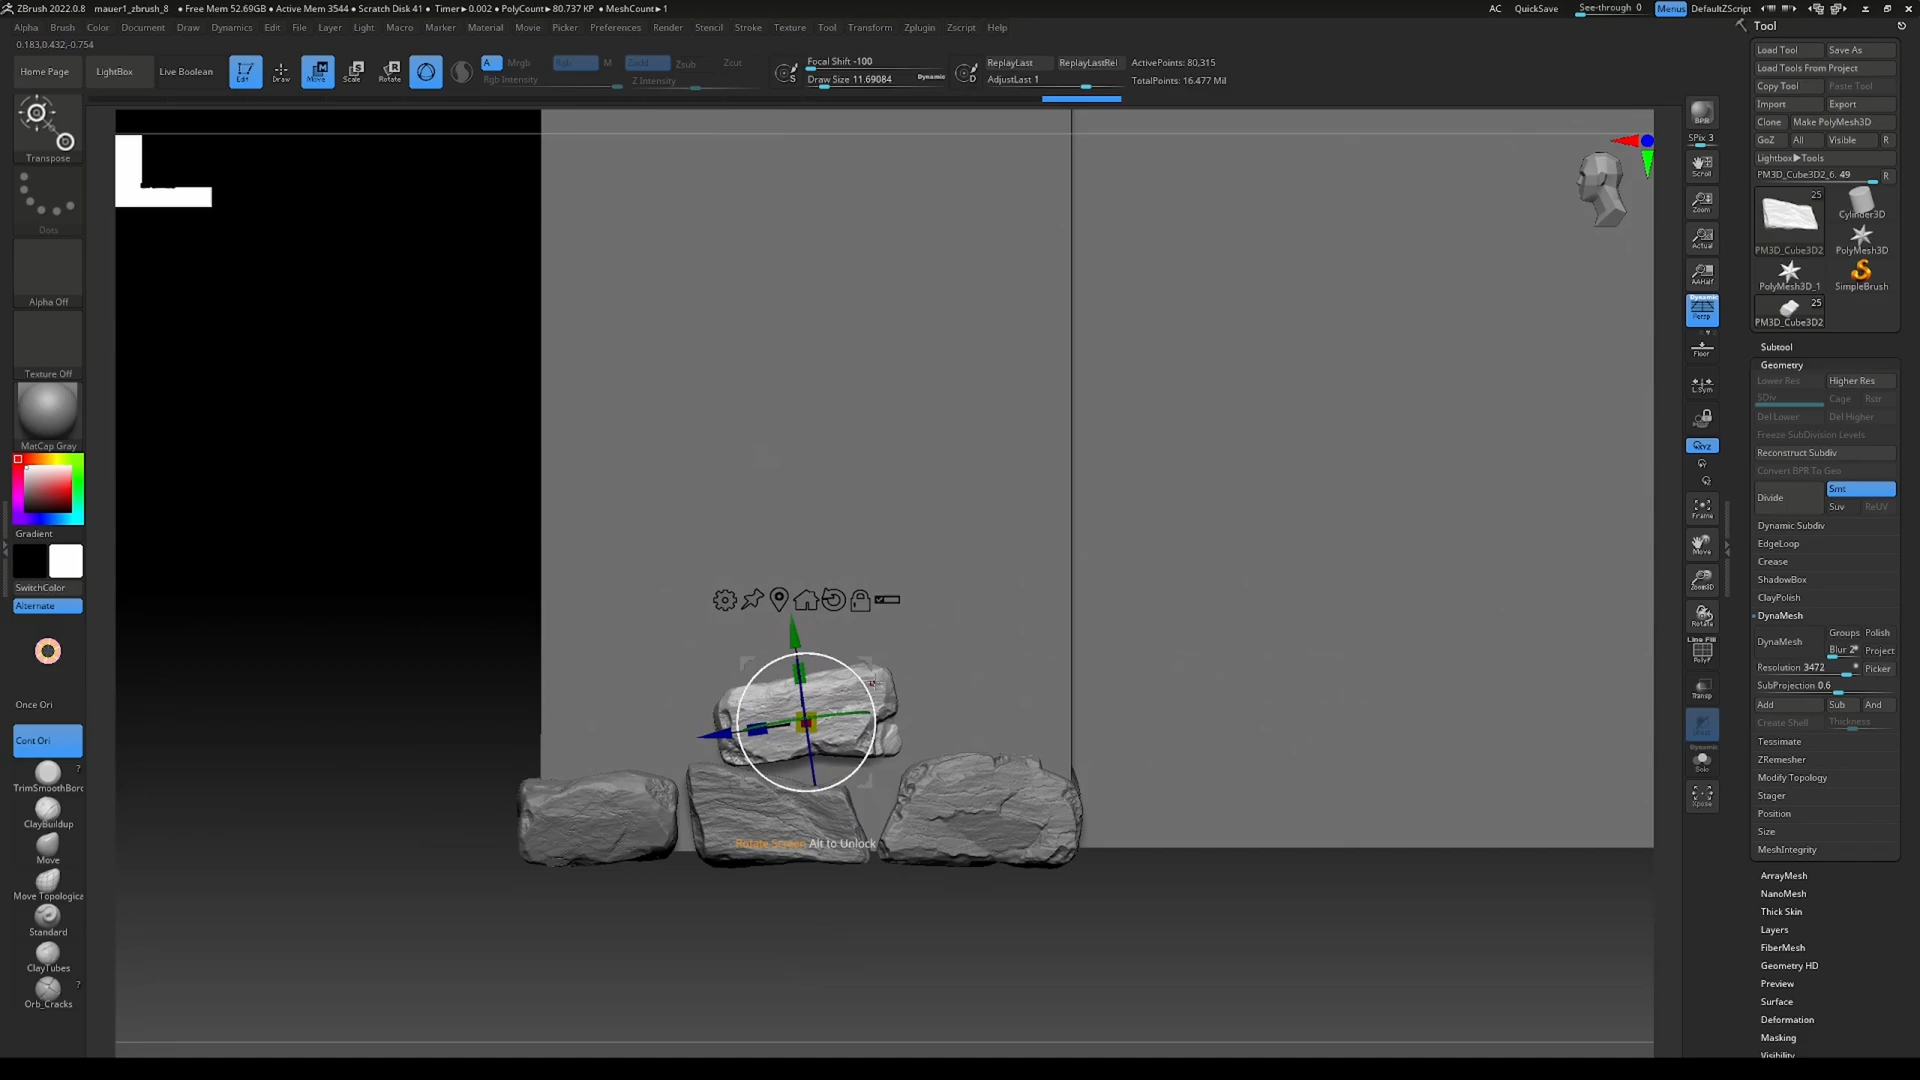 ZBrush 2022.0.8 mauer1_zbrush_8 • Free Mem 52.69GB • Active Mem 3544 • Scratch Disk 41 • Timer▸0.002 • PolyCount▸80.737 KP • MeshCount▸1
AC QuickSave See-through 0 Menus DefaultZScript
Alpha Brush Color Document Draw Dynamics Edit File Layer Light Macro Marker Material Movie Picker Preferences Render Stencil Stroke Texture Tool Transform Zplugin Zscript Help
0.183,0.432,-0.754
Home Page LightBox Live Boolean Edit Draw Move Scale Rotate
A Mrgb Rgb M Zadd Zsub Zcut
Rgb Intensity Z Intensity
Focal Shift -100
Draw Size 11.69084 Dynamic
ReplayLast ReplayLastRel
AdjustLast 1
ActivePoints: 80,315
TotalPoints: 16.477 Mil
Transpose
Dots
Alpha Off
Texture Off
MatCap Gray
Gradient
SwitchColor
Alternate
Once Ori
Cont Ori
TrimSmoothBord
ClayBuildup
Move
Move Topologica
Standard
ClayTubes
Orb_Cracks
Rotate Screen Alt to Unlock
BPR
SPix 3
Scroll
Zoom
Actual
AAHalf
Dynamic
Persp
Floor
L.Sym
XYZ
Frame
Move
Zoom3D
Rotate
Line Fill
PolyF
Transp
Dynamic
Solo
Xpose
Tool
Load Tool Save As
Load Tools From Project
Copy Tool Paste Tool
Import Export
Clone Make PolyMesh3D
GoZ All Visible R
Lightbox▸Tools
PM3D_Cube3D2_6. 49 R
25
PM3D_Cube3D2 Cylinder3D
PolyMesh3D
PolyMesh3D_1 SimpleBrush
25
PM3D_Cube3D2
Subtool
Geometry
Lower Res Higher Res
SDiv Cage Rstr
Del Lower Del Higher
Freeze SubDivision Levels
Reconstruct Subdiv
Convert BPR To Geo
Divide Smt
Suv ReUV
Dynamic Subdiv
EdgeLoop
Crease
ShadowBox
ClayPolish
DynaMesh
DynaMesh Groups Polish
Blur 2 Project
Resolution 3472 Picker
SubProjection 0.6
Add Sub And
Create Shell Thickness
Tessimate
ZRemesher
Modify Topology
Stager
Position
Size
MeshIntegrity
ArrayMesh
NanoMesh
Thick Skin
Layers
FiberMesh
Geometry HD
Preview
Surface
Deformation
Masking
Visibility